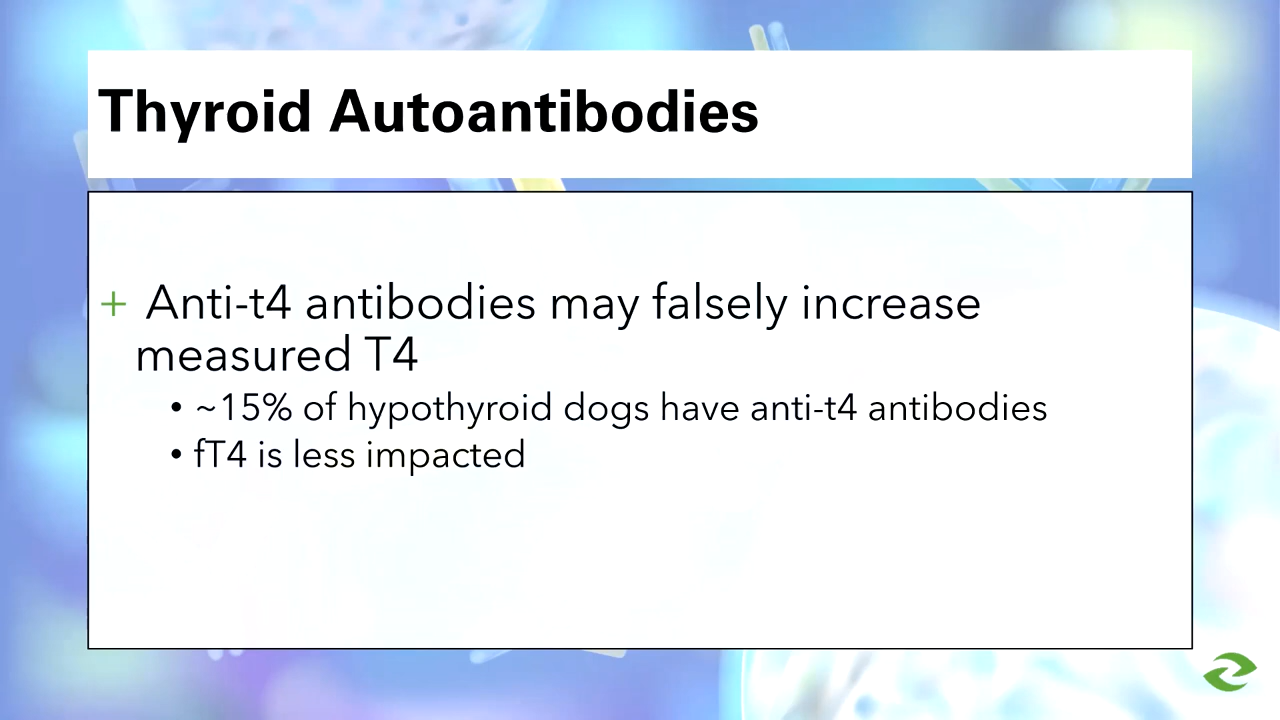 Thyroid Autoantibodies
+ Anti-t4 antibodies may falsely increase
measured T4
• ~15% of hypothyroid dogs have anti-t4 antibodies
• fT4 is less impacted